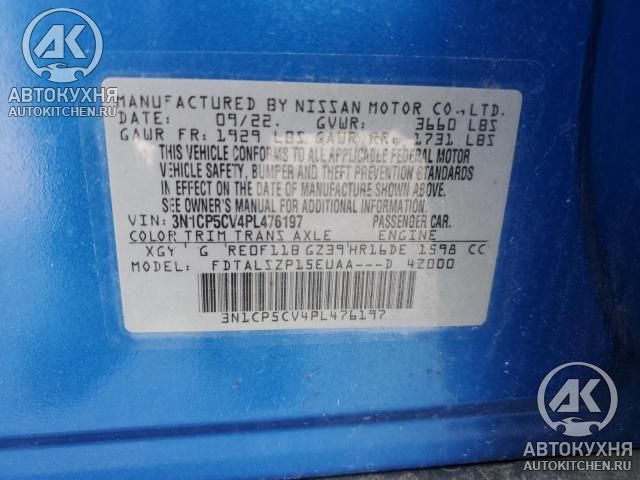 AK
АВТОКУХНЯ
AUTOKITCHEN.RU
MANUFACTURED BY NISSAN MOTOR CO.,LTD.
DATE: 09/22. GVWR: 3660 LBS
GAWR FR: 1929 LBS GAWR RR: 1731 LBS
THIS VEHICLE CONFORMS TO ALL APPLICABLE FEDERAL MOTOR
VEHICLE SAFETY, BUMPER AND THEFT PREVENTION STANDARDS
IN EFFECT ON THE DATE OF MANUFACTURE SHOWN ABOVE.
SEE OWNER'S MANUAL FOR ADDITIONAL INFORMATION.
VIN: 3N1CP5CV4PL476197 PASSENGER CAR.
COLOR TRIM TRANS AXLE ENGINE
XGY G RE0F11B GZ39 HR16DE 1598 CC
MODEL: FDTALSZP15EUAA---D 42000
3N1CP5CV4PL476197
AK
АВТОКУХНЯ
AUTOKITCHEN.RU